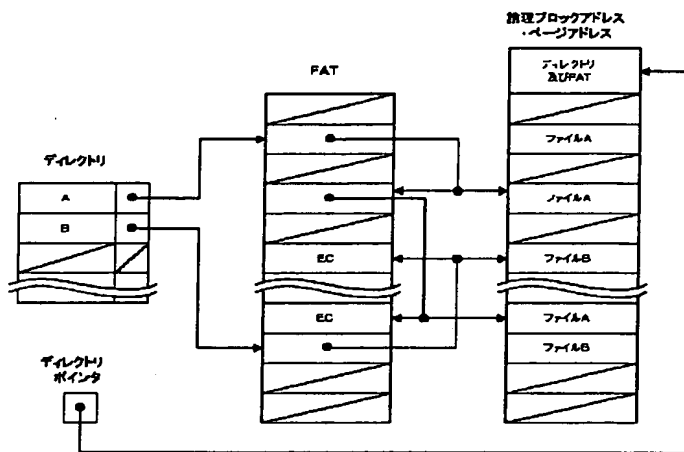 論理ブロックアドレス
・ページアドレス
FAT
ディレクトリ
及びFAT
ファイルA
ディレクトリ
A
ファイルA
B
EC
ファイルB
EC
ファイルA
ファイルB
ディレクトリ
ポインタ